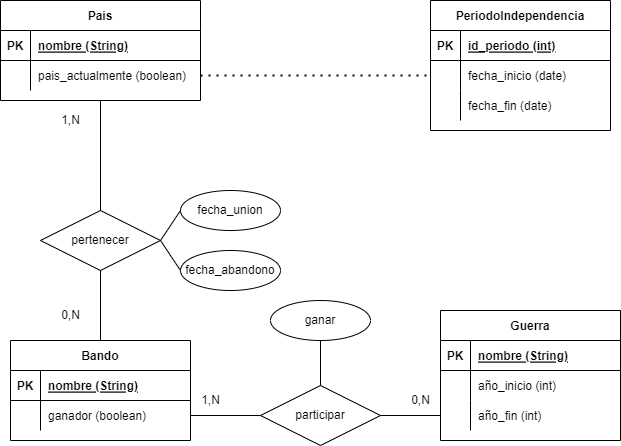 Pais
PK nombre (String)
pais_actualmente (boolean)
PeriodoIndependencia
PK id_periodo (int)
fecha_inicio (date)
fecha_fin (date)
1,N
pertenecer
fecha_union
fecha_abandono
0,N
Bando
PK nombre (String)
ganador (boolean)
1,N
ganar
participar
0,N
Guerra
PK nombre (String)
año_inicio (int)
año_fin (int)